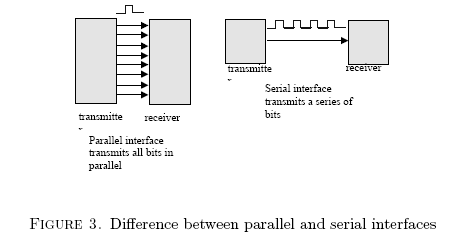 transmitte
receiver
Parallel interface
transmits all bits in
parallel
transmitte
receiver
Serial interface
transmits a series of
bits
FIGURE 3. Difference between parallel and serial interfaces